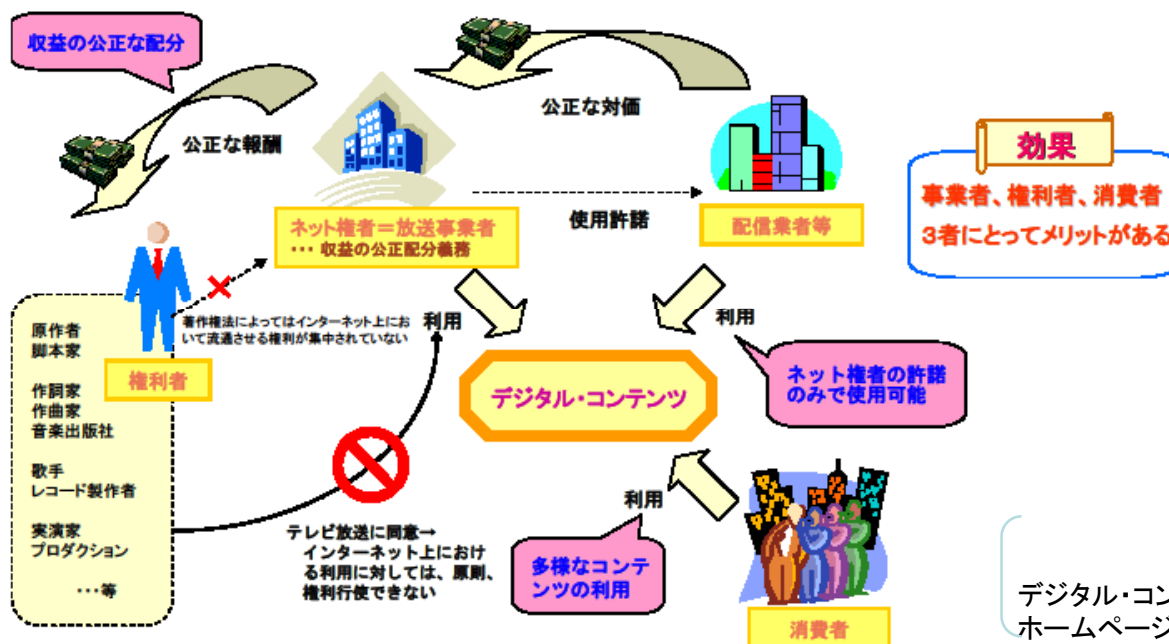 収益の公正な配分
公正な報酬
公正な対価
ネット権者＝放送事業者
… 収益の公正配分義務
使用許諾
配信業者等
効果
事業者、権利者、消費者
３者にとってメリットがある
著作権法によってはインターネット上にお
いて流通させる権利が集中されていない
権利者
原作者
脚本家
作詞家
作曲家
音楽出版社
歌手
レコード製作者
実演家
プロダクション
…等
利用
利用
ネット権者の許諾
のみで使用可能
デジタル・コンテンツ
テレビ放送に同意→
インターネット上におけ
る利用に対しては、原則、
権利行使できない
利用
多様なコンテ
ンツの利用
消費者
デジタル・コン
ホームページ